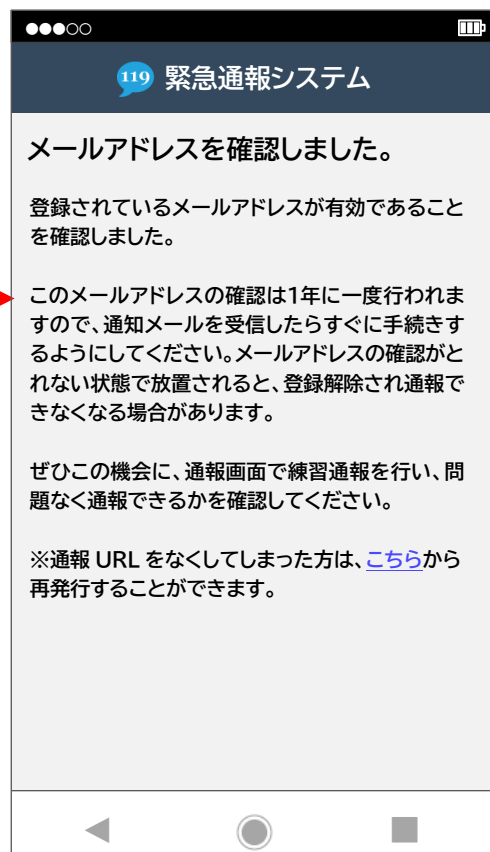 119 緊急通報システム
メールアドレスを確認しました。
登録されているメールアドレスが有効であること
を確認しました。
このメールアドレスの確認は1年に一度行われま
すので、通知メールを受信したらすぐに手続きす
るようにしてください。メールアドレスの確認がと
れない状態で放置されると、登録解除され通報で
きなくなる場合があります。
ぜひこの機会に、通報画面で練習通報を行い、問
題なく通報できるかを確認してください。
※通報 URL をなくしてしまった方は、こちらから
再発行することができます。